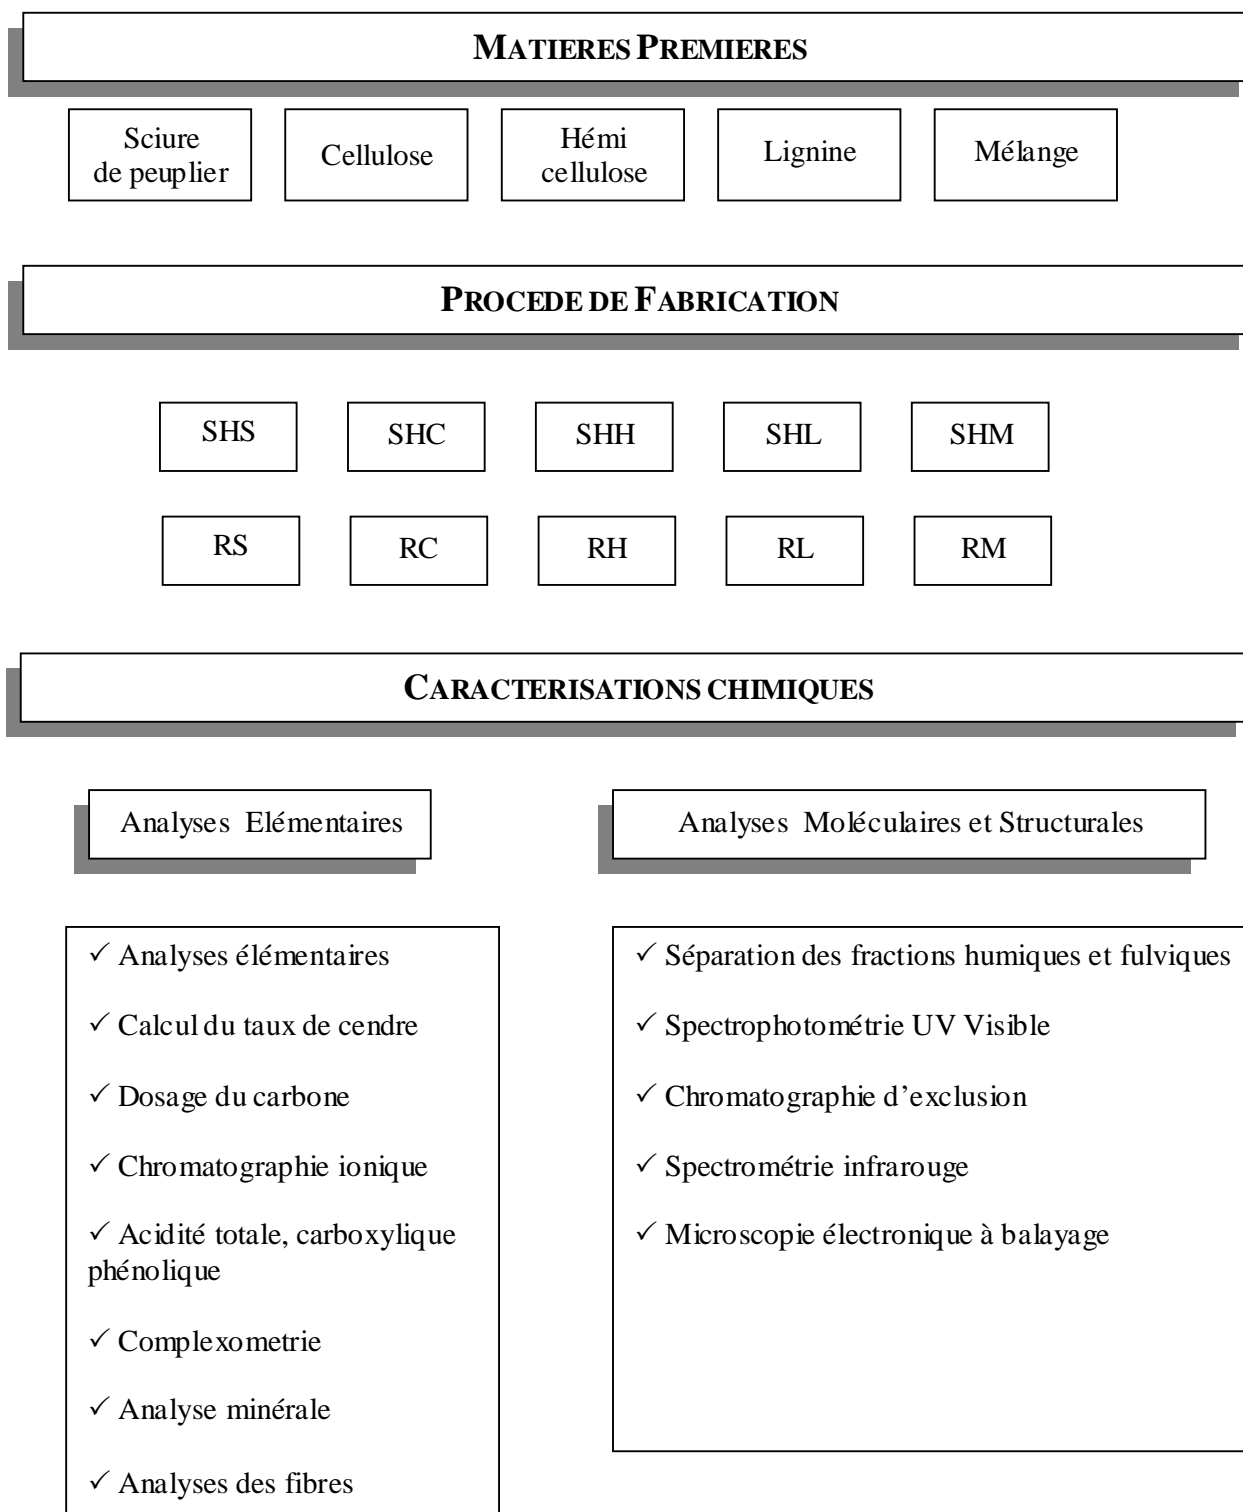 MATIERES PREMIERES
Sciure
de peuplier
Cellulose
Hémi
cellulose
Lignine
Mélange
PROCEDE DE FABRICATION
SHS
SHC
SHH
SHL
SHM
RS
RC
RH
RL
RM
CARACTERISATIONS CHIMIQUES
Analyses Elémentaires
✓ Analyses élémentaires
✓ Calcul du taux de cendre
✓ Dosage du carbone
✓ Chromatographie ionique
✓ Acidité totale, carboxylique
phénolique
✓ Complexometrie
✓ Analyse minérale
✓ Analyses des fibres
Analyses Moléculaires et Structurales
✓ Séparation des fractions humiques et fulviques
✓ Spectrophotométrie UV Visible
✓ Chromatographie d’exclusion
✓ Spectrométrie infrarouge
✓ Microscopie électronique à balayage